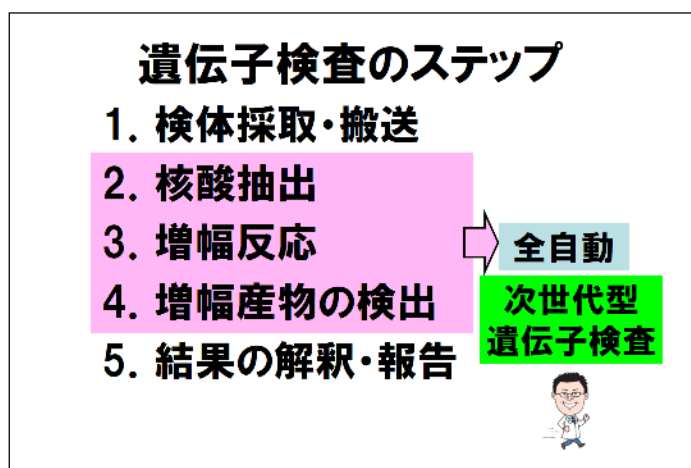 遺伝子検査のステップ
1. 検体採取・搬送
2. 核酸抽出
3. 増幅反応
4. 増幅産物の検出
5. 結果の解釈・報告
全自動
次世代型
遺伝子検査